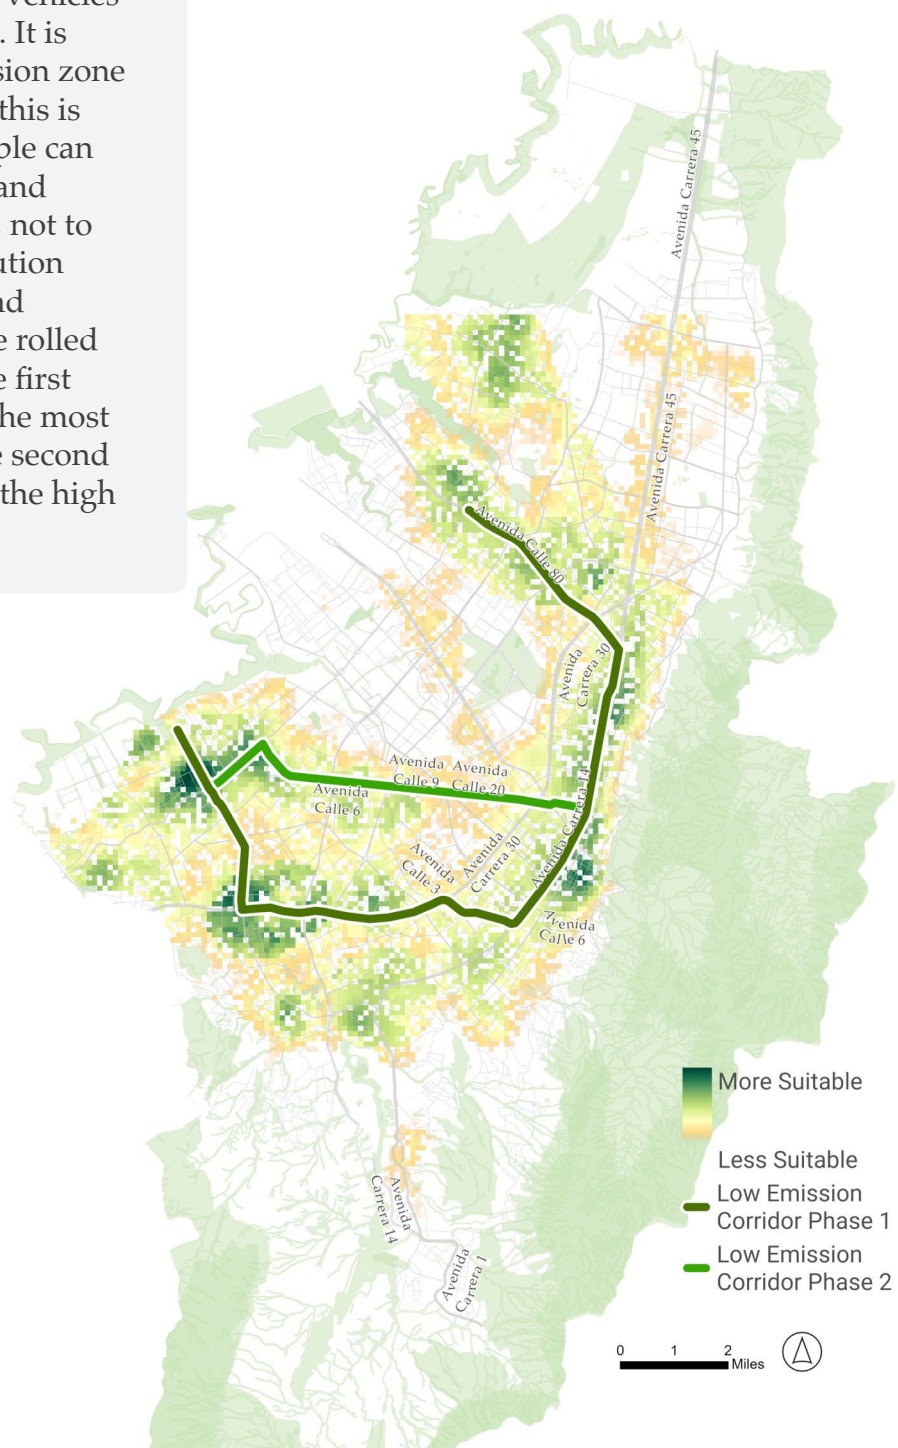 vehicles
. It is
sion zone
this is
ple can
and
not to
ution
nd
e rolled
e first
the most
e second
the high
Avenida Carrera 45
Avenida Carrera 45
Avenida Calle 80
Avenida
Carrera 30
Avenida
Calle 9
Avenida
Calle 20
Avenida
Calle 6
Avenida Carrera 14
Avenida
Carrera 30
Avenida
Calle 3
Avenida
Calle 6
More Suitable
Less Suitable
Low Emission
Corridor Phase 1
Low Emission
Corridor Phase 2
Avenida
Carrera 14
Avenida
Carrera 1
0 1 2
Miles